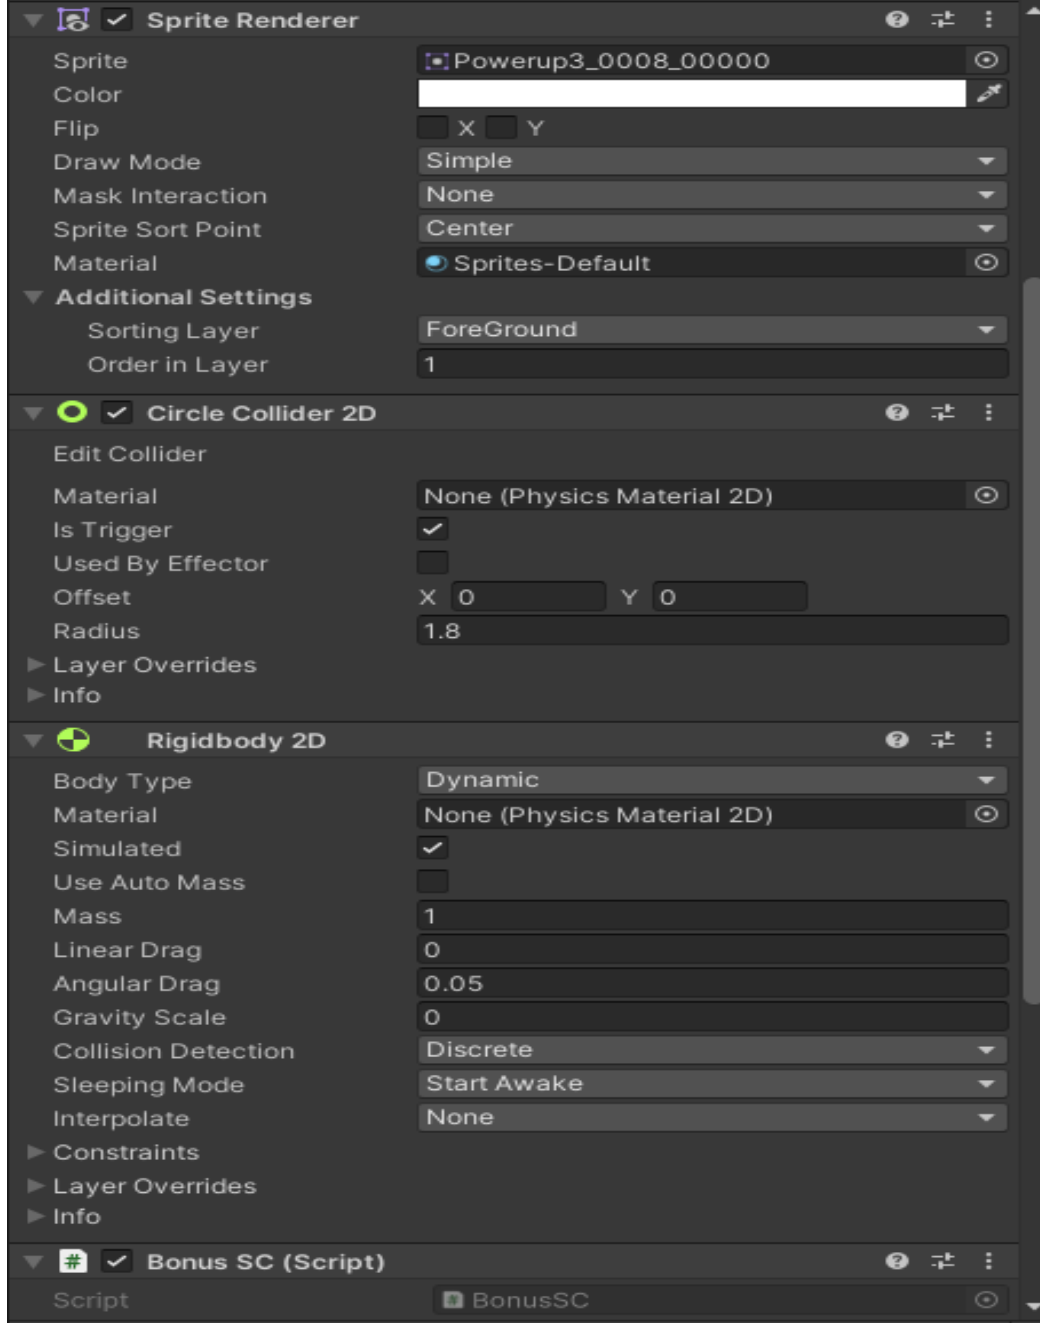 Sprite Renderer
Sprite Powerup3_0008_00000
Color
Flip X Y
Draw Mode Simple
Mask Interaction None
Sprite Sort Point Center
Material Sprites-Default
Additional Settings
Sorting Layer ForeGround
Order in Layer 1
Circle Collider 2D
Edit Collider
Material None (Physics Material 2D)
Is Trigger
Used By Effector
Offset X 0 Y 0
Radius 1.8
Layer Overrides
Info
Rigidbody 2D
Body Type Dynamic
Material None (Physics Material 2D)
Simulated
Use Auto Mass
Mass 1
Linear Drag 0
Angular Drag 0.05
Gravity Scale 0
Collision Detection Discrete
Sleeping Mode Start Awake
Interpolate None
Constraints
Layer Overrides
Info
# Bonus SC (Script)
Script BonusSC